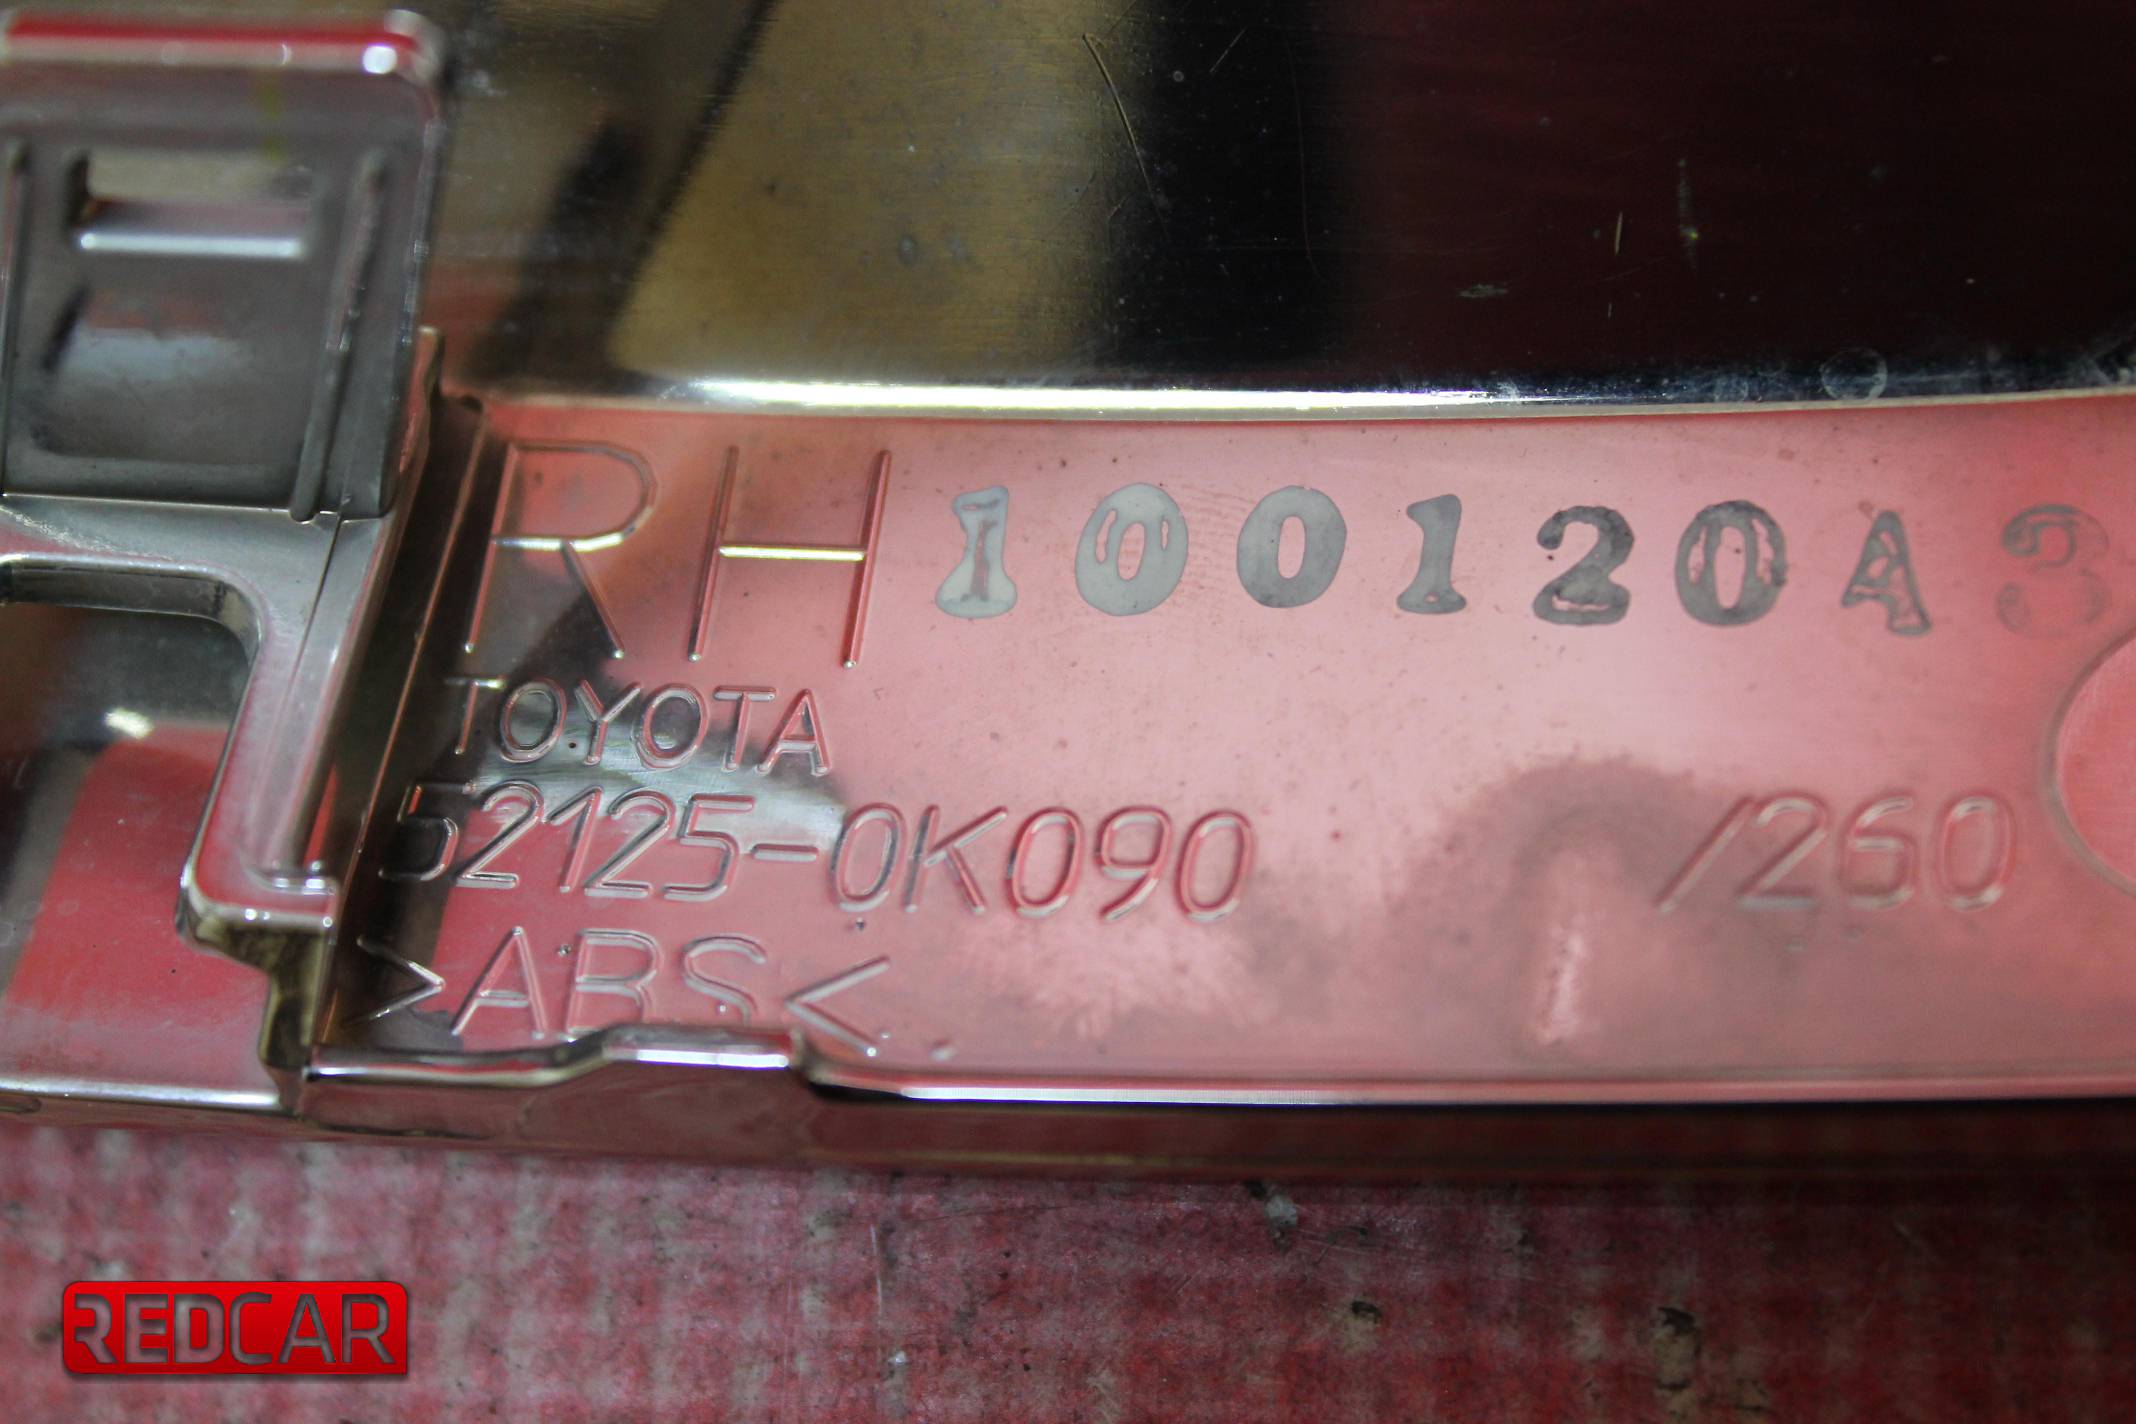 RH 100120A3
TOYOTA
52125-0K090 /260
>ABS<
REDCAR